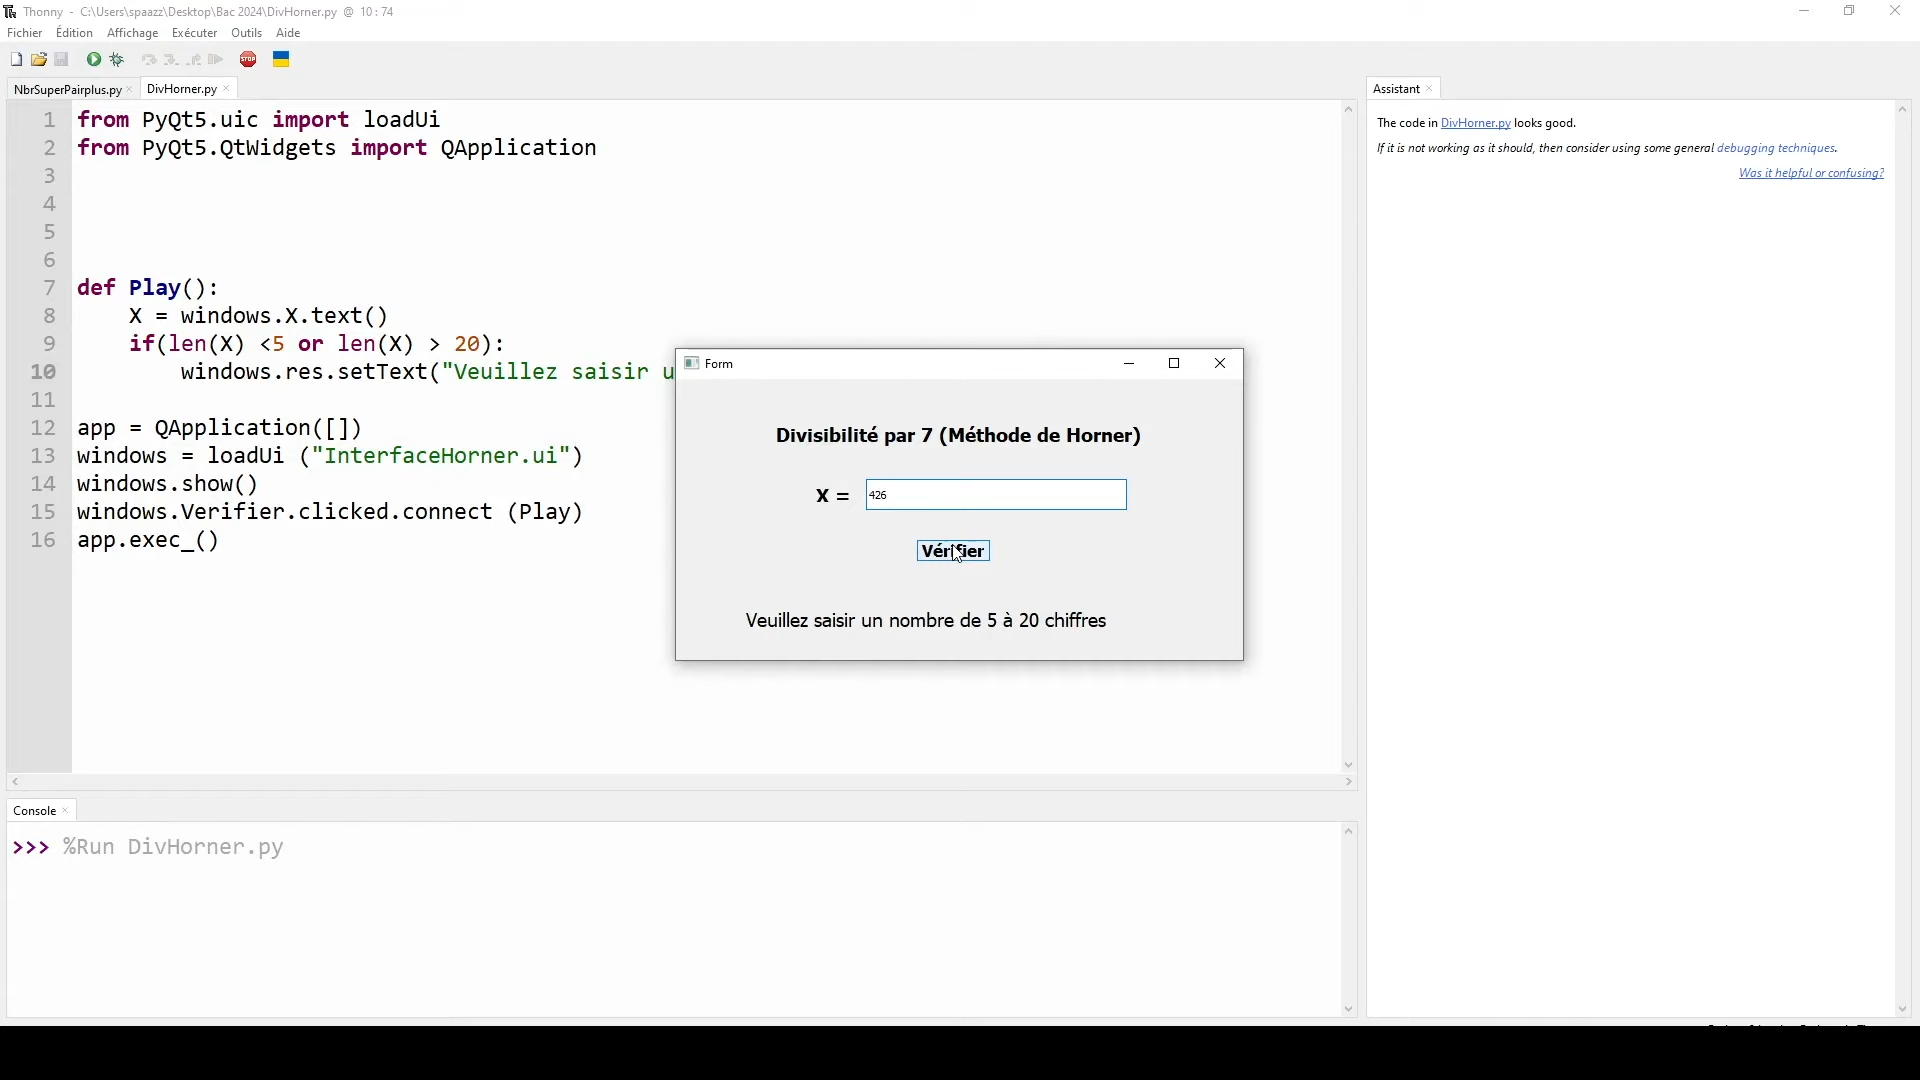 Thonny - C:\Users\spaazz\Desktop\Bac 2024\DivHorner.py @ 10 : 74
Fichier Édition Affichage Exécuter Outils Aide
STOP
NbrSuperPairplus.py × DivHorner.py ×
1 from PyQt5.uic import loadUi
2 from PyQt5.QtWidgets import QApplication
3
4
5
6
7 def Play():
8 X = windows.X.text()
9 if(len(X) <5 or len(X) > 20):
10 windows.res.setText("Veuillez saisir u
11
12 app = QApplication([])
13 windows = loadUi ("InterfaceHorner.ui")
14 windows.show()
15 windows.Verifier.clicked.connect (Play)
16 app.exec_()
Form
Divisibilité par 7 (Méthode de Horner)
X = 426
Vérifier
Veuillez saisir un nombre de 5 à 20 chiffres
Console ×
>>> %Run DivHorner.py
Assistant ×
The code in DivHorner.py looks good.
If it is not working as it should, then consider using some general debugging techniques.
Was it helpful or confusing?